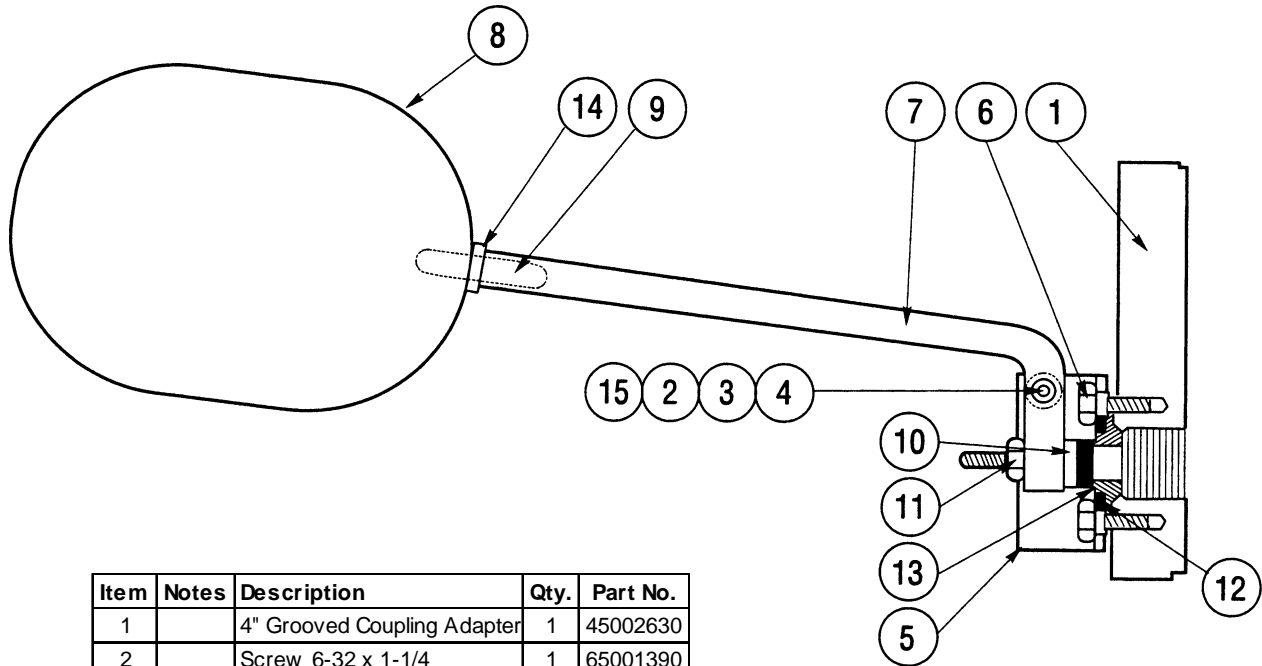 8
14 9 7 6 1
15 2 3 4
10
11
13
12
5
Item Notes Description Qty. Part No.
1 4" Grooved Coupling Adapter 1 45002630
2 Screw 6-32 x 1-1/4 1 65001390